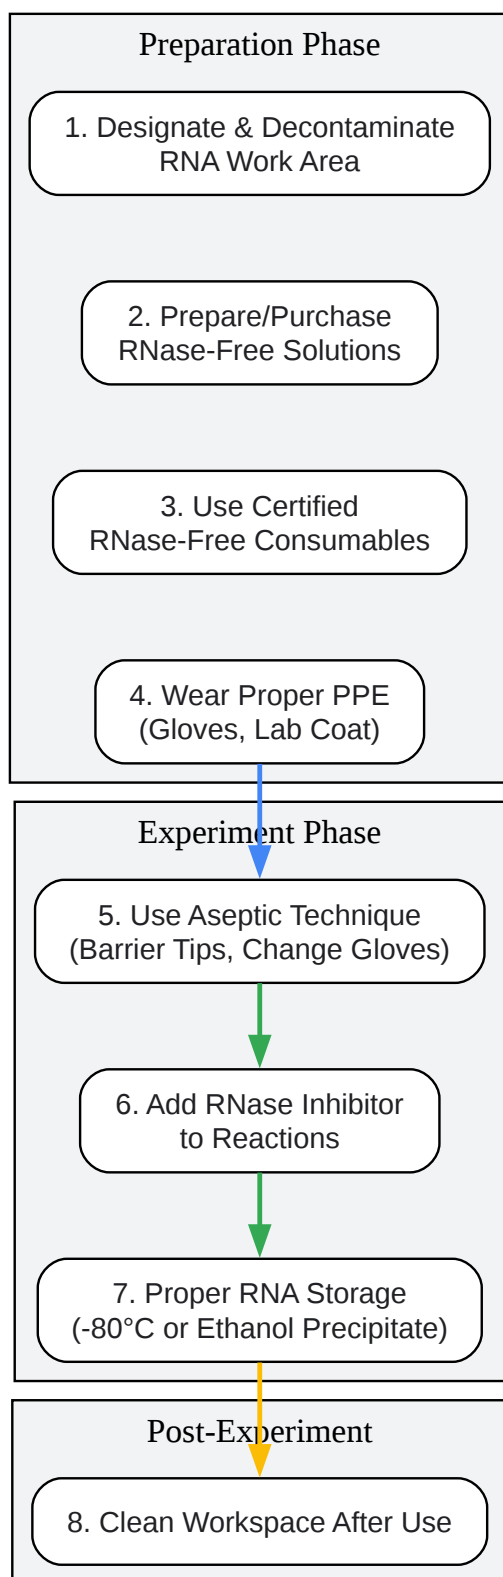 Preparation Phase
1. Designate & Decontaminate
RNA Work Area
2. Prepare/Purchase
RNase-Free Solutions
3. Use Certified
RNase-Free Consumables
4. Wear Proper PPE
(Gloves, Lab Coat)
Experiment Phase
5. Use Aseptic Technique
(Barrier Tips, Change Gloves)
6. Add RNase Inhibitor
to Reactions
7. Proper RNA Storage
(-80°C or Ethanol Precipitate)
Post-Experiment
8. Clean Workspace After Use